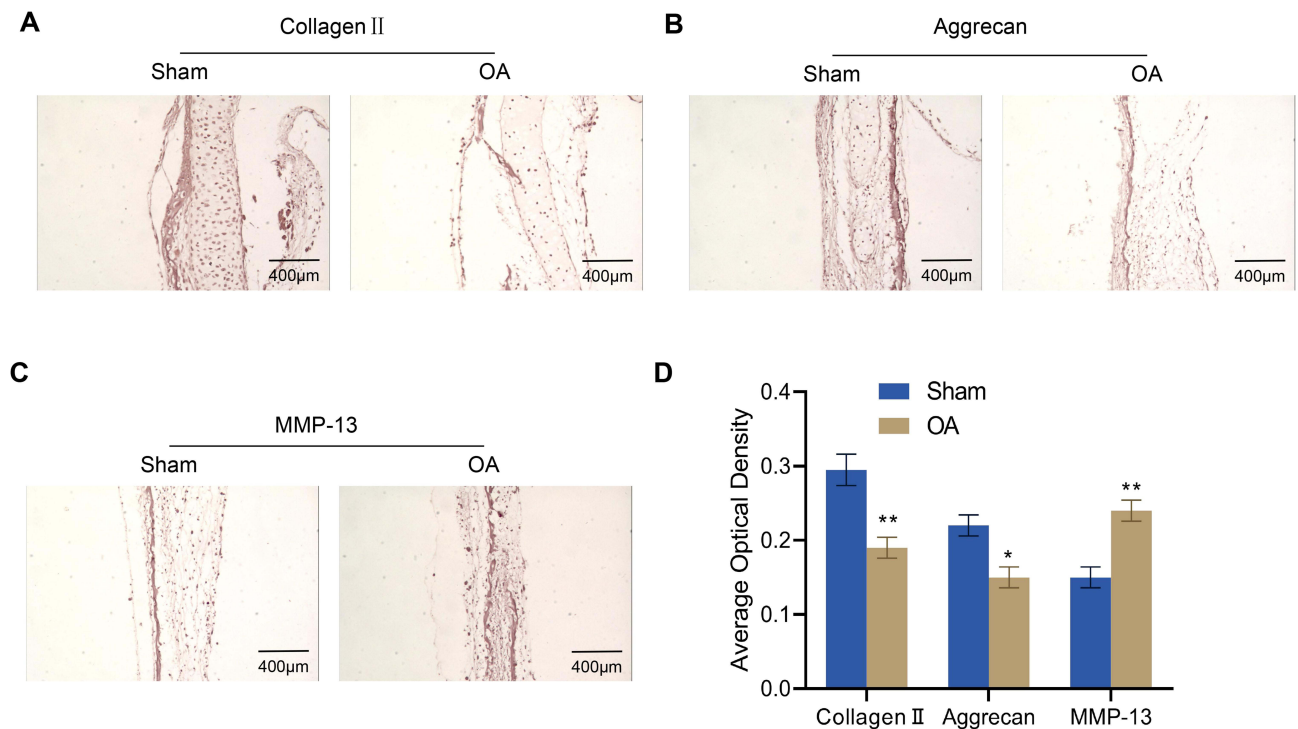 A
Collagen Ⅱ
Sham
OA
400μm
400μm
B
Aggrecan
Sham
OA
400μm
400μm
C
MMP-13
Sham
OA
400μm
400μm
D
Sham
OA
Average Optical Density
0.4
0.3
0.2
0.1
0.0
**
*
**
Collagen Ⅱ
Aggrecan
MMP-13